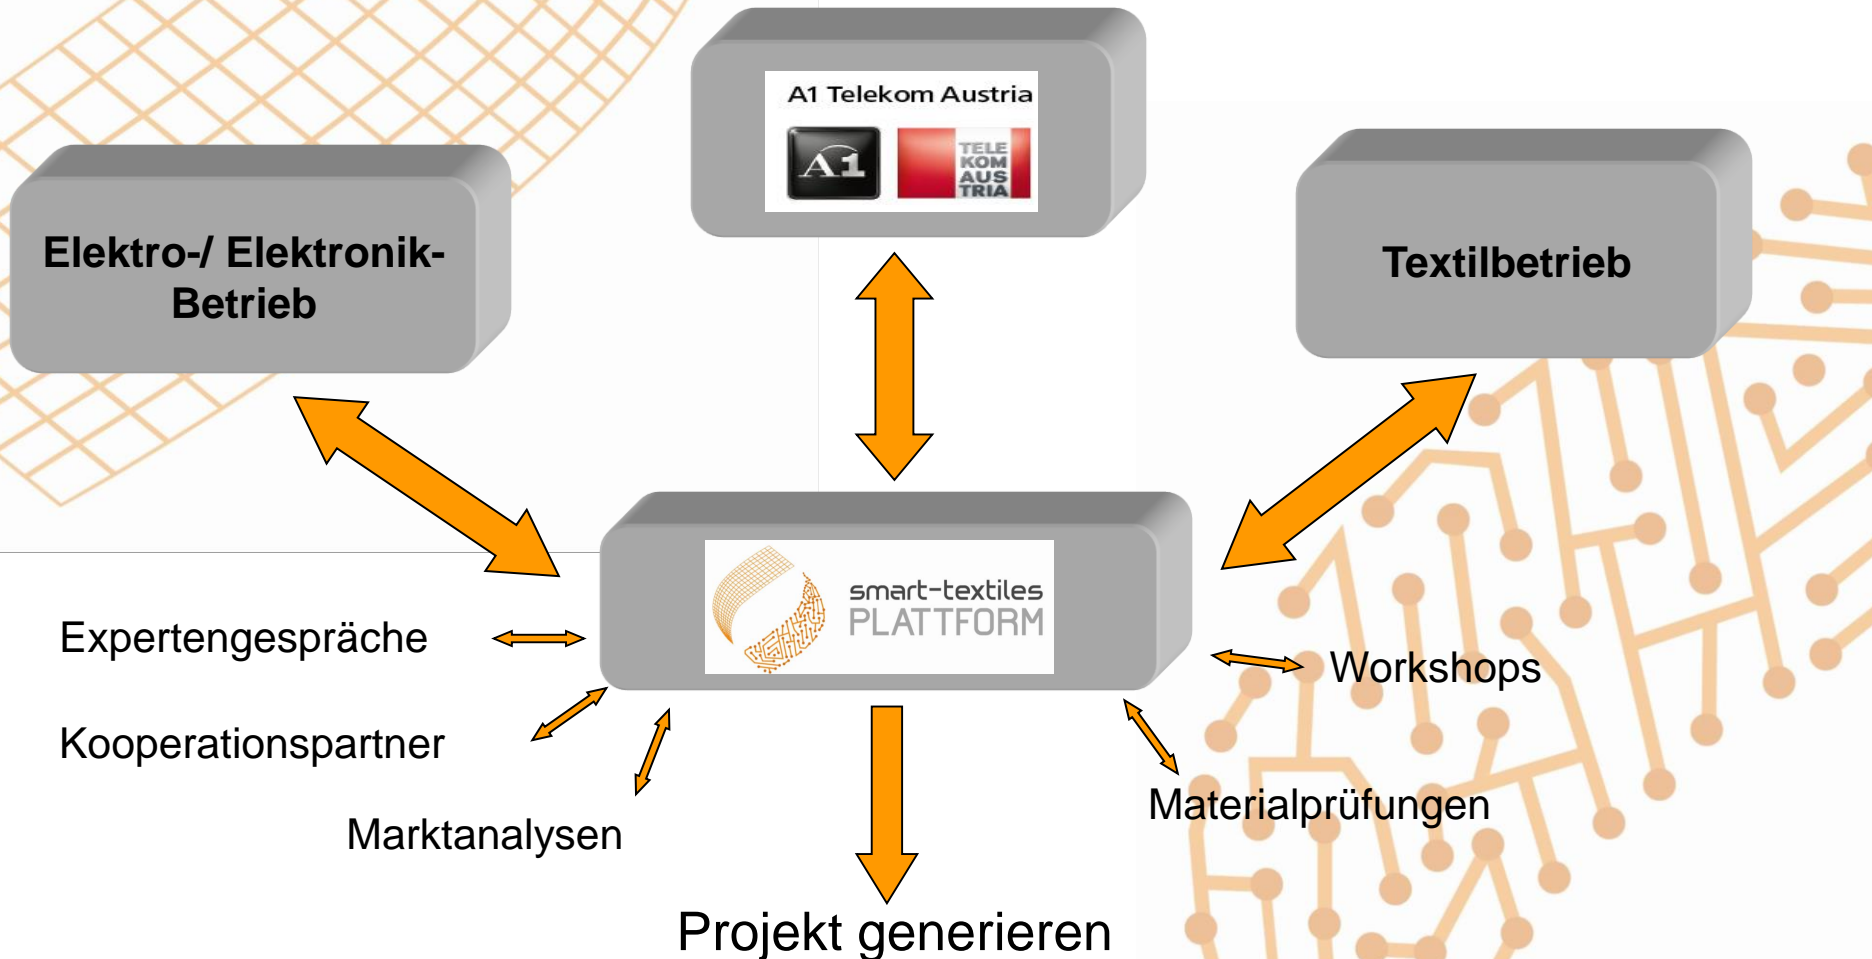 A1 Telekom Austria
A1
TELE
KOM
AUS
TRIA
Elektro-/ Elektronik-
Betrieb
Textilbetrieb
smart-textiles
PLATTFORM
Expertengespräche
Workshops
Kooperationspartner
Materialprüfungen
Marktanalysen
Projekt generieren